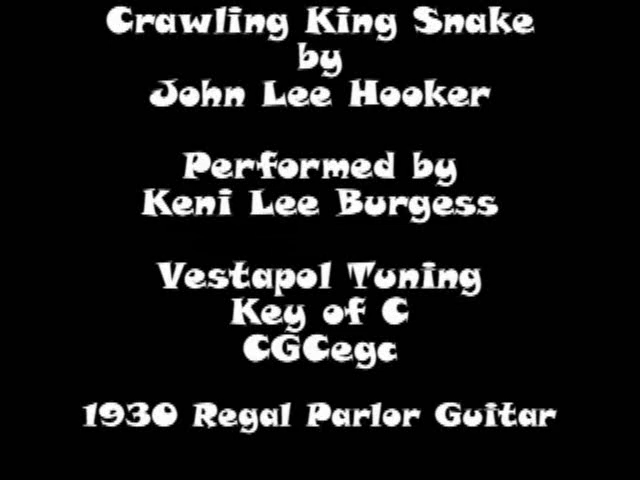 Crawling King Snake
by
John Lee Hooker
Performed by
Keni Lee Burgess
Vestapol Tuning
Key of C
CGCegc
1930 Regal Parlor Guitar